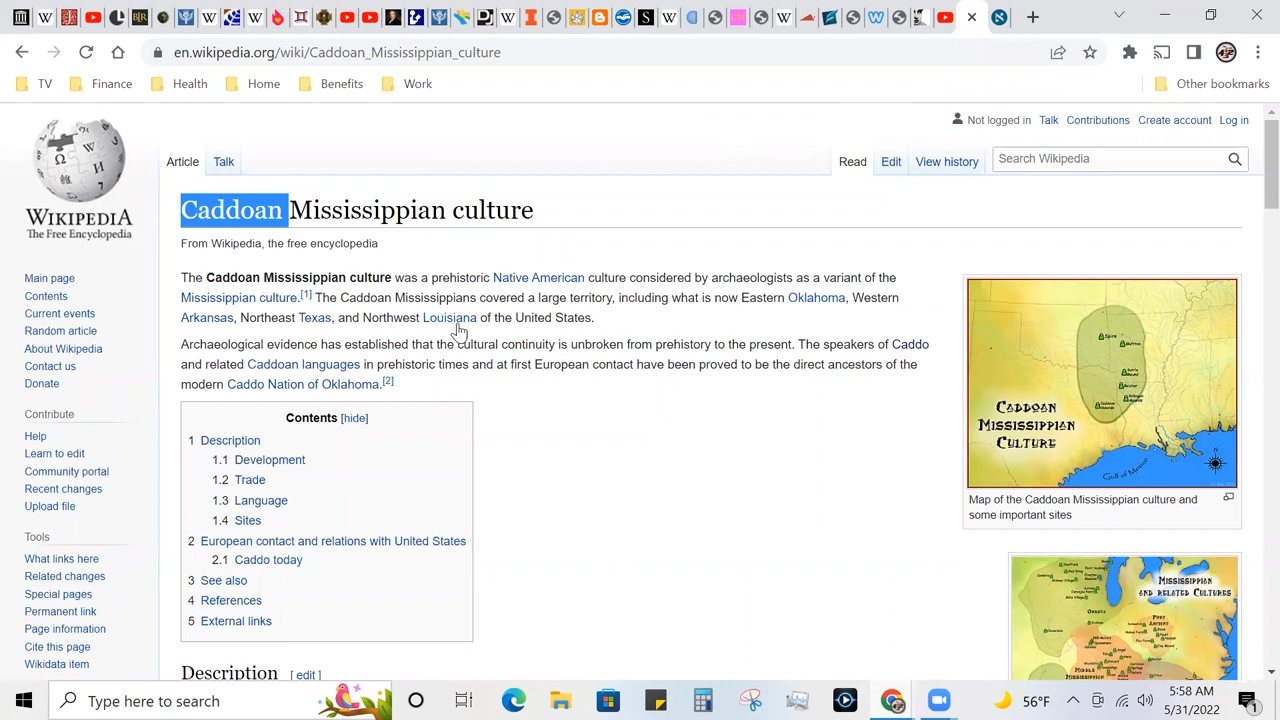 en.wikipedia.org/wiki/Caddoan_Mississippian_culture
TV Finance Health Home Benefits Work Other bookmarks
Not logged in Talk Contributions Create account Log in
Article Talk Read Edit View history Search Wikipedia
WIKIPEDIA
The Free Encyclopedia
Main page
Contents
Current events
Random article
About Wikipedia
Contact us
Donate
Contribute
Help
Learn to edit
Community portal
Recent changes
Upload file
Tools
What links here
Related changes
Special pages
Permanent link
Page information
Cite this page
Wikidata item
Caddoan Mississippian culture
From Wikipedia, the free encyclopedia
The Caddoan Mississippian culture was a prehistoric Native American culture considered by archaeologists as a variant of the
Mississippian culture.[1] The Caddoan Mississippians covered a large territory, including what is now Eastern Oklahoma, Western
Arkansas, Northeast Texas, and Northwest Louisiana of the United States.
Archaeological evidence has established that the cultural continuity is unbroken from prehistory to the present. The speakers of Caddo
and related Caddoan languages in prehistoric times and at first European contact have been proved to be the direct ancestors of the
modern Caddo Nation of Oklahoma.[2]
Contents [hide]
1 Description
1.1 Development
1.2 Trade
1.3 Language
1.4 Sites
2 European contact and relations with United States
2.1 Caddo today
3 See also
4 References
5 External links
Description [ edit ]
Spiro
CADDOAN
MISSISSIPPIAN
CULTURE
Gulf of Mexico
Map of the Caddoan Mississippian culture and
some important sites
MISSISSIPPIAN
AND RELATED CULTURES
Type here to search
56°F
5:58 AM
5/31/2022